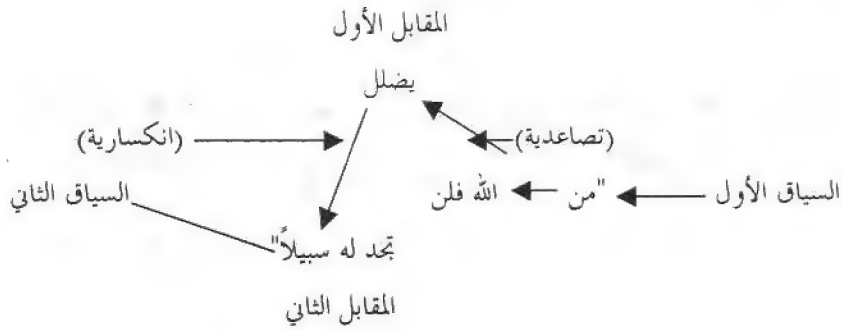 المقابل الأول
يضلل
(تصاعدية) (انكسارية)
السياق الأول "من الله فلن السياق الثاني
تجد له سبيلاً"
المقابل الثاني